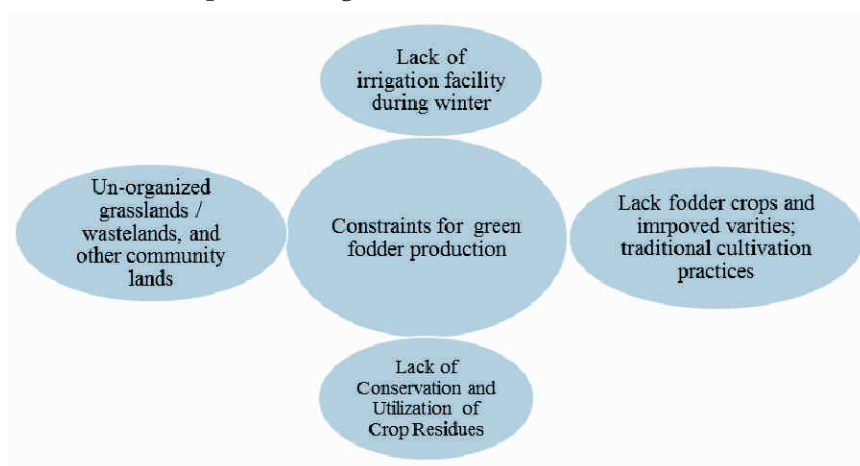 Lack of
irrigation facility
during winter
Un-organized
grasslands /
wastelands, and
other community
lands
Constraints for green
fodder production
Lack fodder crops and
imrpoved varities;
traditional cultivation
practices
Lack of
Conservation and
Utilization of
Crop Residues